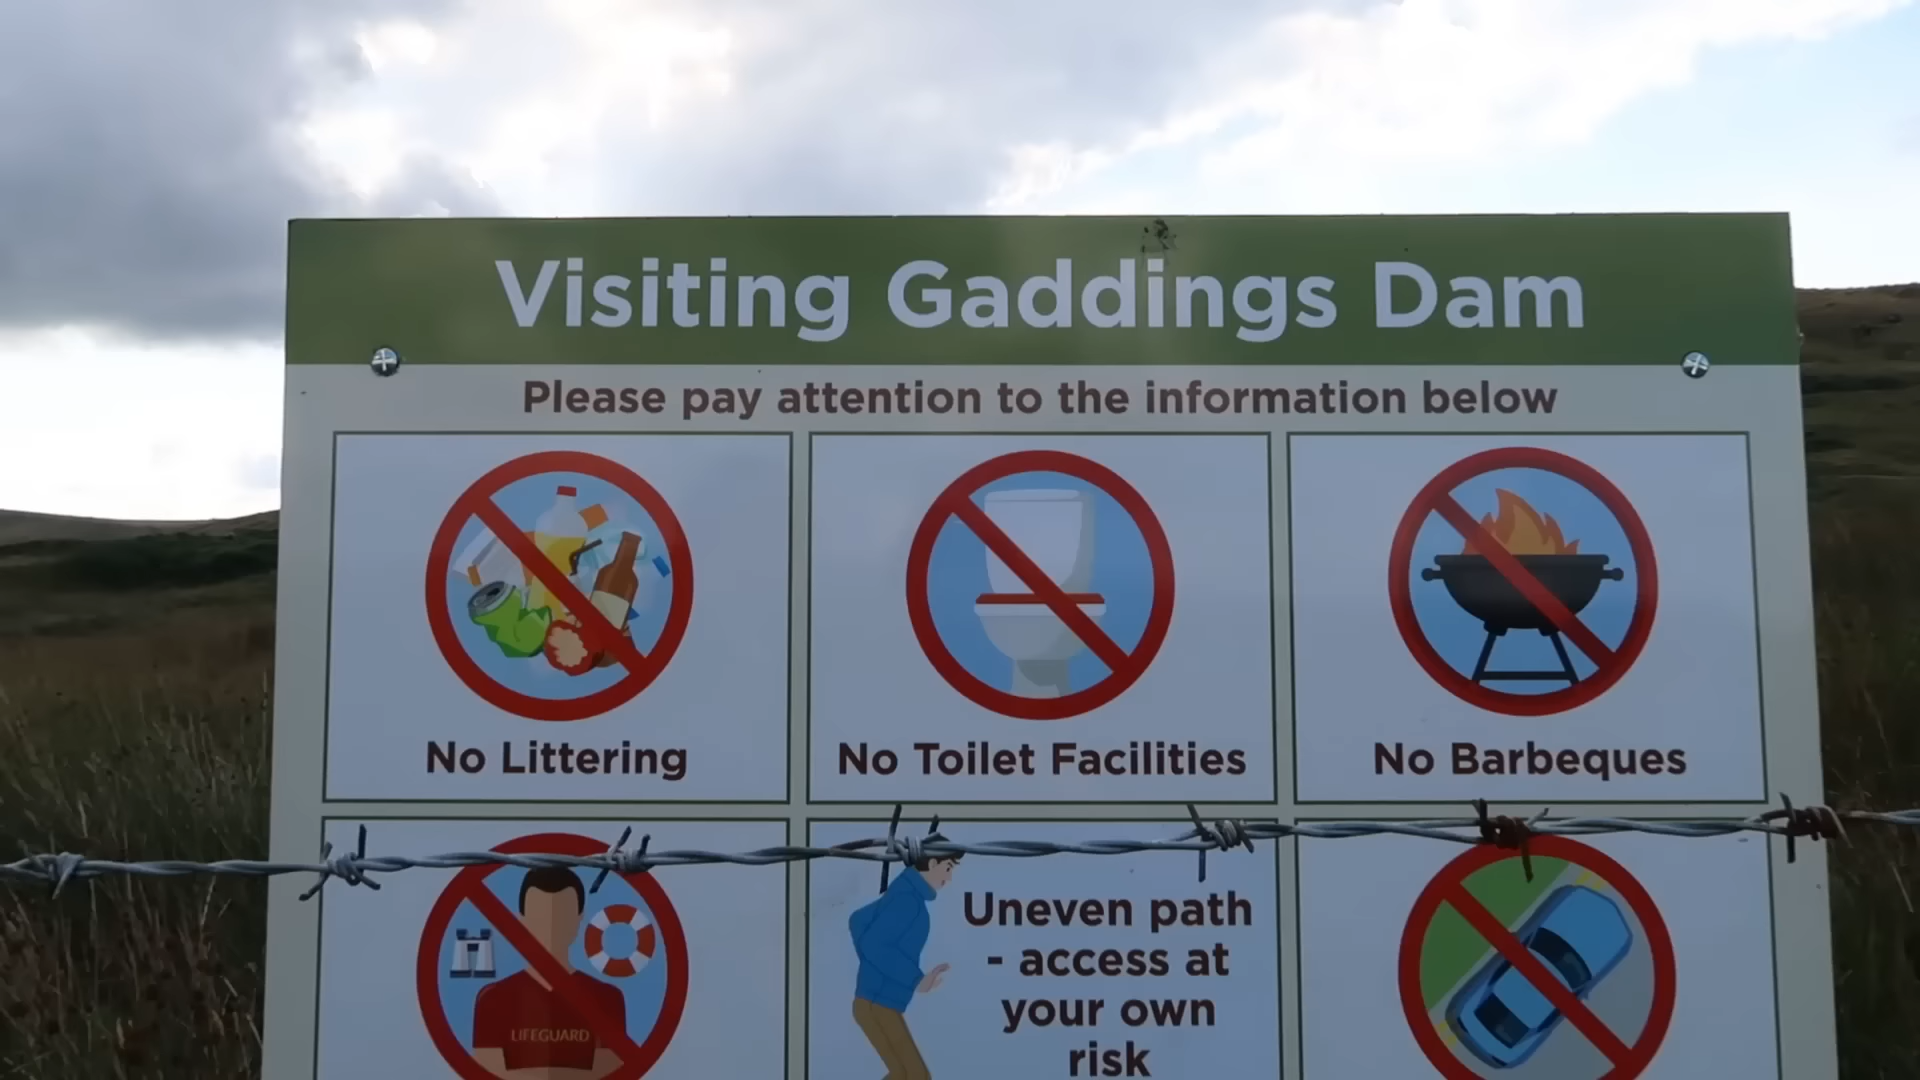 Visiting Gaddings Dam
Please pay attention to the information below
No Littering
No Toilet Facilities
No Barbeques
LIFEGUARD
Uneven path
- access at
your own
risk